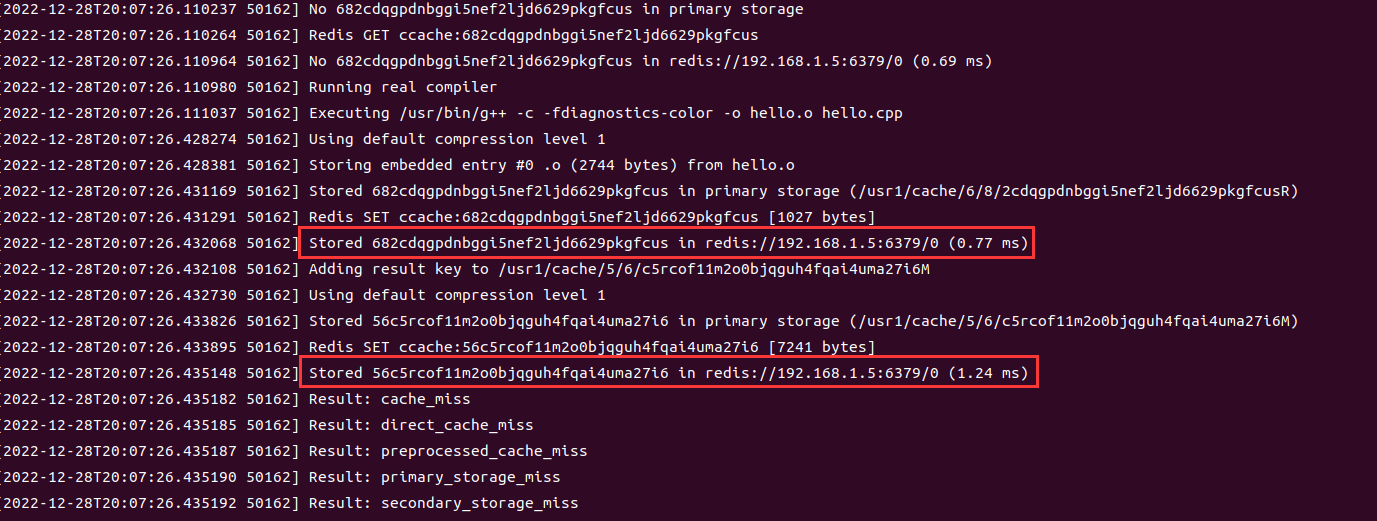 [2022-12-28T20:07:26.110237 50162] No 682cdqgpdnbggi5nef2ljd6629pkgfcus in primary storage
[2022-12-28T20:07:26.110264 50162] Redis GET ccache:682cdqgpdnbggi5nef2ljd6629pkgfcus
[2022-12-28T20:07:26.110964 50162] No 682cdqgpdnbggi5nef2ljd6629pkgfcus in redis://192.168.1.5:6379/0 (0.69 ms)
[2022-12-28T20:07:26.110980 50162] Running real compiler
[2022-12-28T20:07:26.111037 50162] Executing /usr/bin/g++ -c -fdiagnostics-color -o hello.o hello.cpp
[2022-12-28T20:07:26.428274 50162] Using default compression level 1
[2022-12-28T20:07:26.428381 50162] Storing embedded entry #0 .o (2744 bytes) from hello.o
[2022-12-28T20:07:26.431169 50162] Stored 682cdqgpdnbggi5nef2ljd6629pkgfcus in primary storage (/usr1/cache/6/8/2cdqgpdnbggi5nef2ljd6629pkgfcusR)
[2022-12-28T20:07:26.431291 50162] Redis SET ccache:682cdqgpdnbggi5nef2ljd6629pkgfcus [1027 bytes]
[2022-12-28T20:07:26.432068 50162] Stored 682cdqgpdnbggi5nef2ljd6629pkgfcus in redis://192.168.1.5:6379/0 (0.77 ms)
[2022-12-28T20:07:26.432108 50162] Adding result key to /usr1/cache/5/6/c5rcof11m2o0bjqguh4fqai4uma27i6M
[2022-12-28T20:07:26.432730 50162] Using default compression level 1
[2022-12-28T20:07:26.433826 50162] Stored 56c5rcof11m2o0bjqguh4fqai4uma27i6 in primary storage (/usr1/cache/5/6/c5rcof11m2o0bjqguh4fqai4uma27i6M)
[2022-12-28T20:07:26.433895 50162] Redis SET ccache:56c5rcof11m2o0bjqguh4fqai4uma27i6 [7241 bytes]
[2022-12-28T20:07:26.435148 50162] Stored 56c5rcof11m2o0bjqguh4fqai4uma27i6 in redis://192.168.1.5:6379/0 (1.24 ms)
[2022-12-28T20:07:26.435182 50162] Result: cache_miss
[2022-12-28T20:07:26.435185 50162] Result: direct_cache_miss
[2022-12-28T20:07:26.435187 50162] Result: preprocessed_cache_miss
[2022-12-28T20:07:26.435190 50162] Result: primary_storage_miss
[2022-12-28T20:07:26.435192 50162] Result: secondary_storage_miss